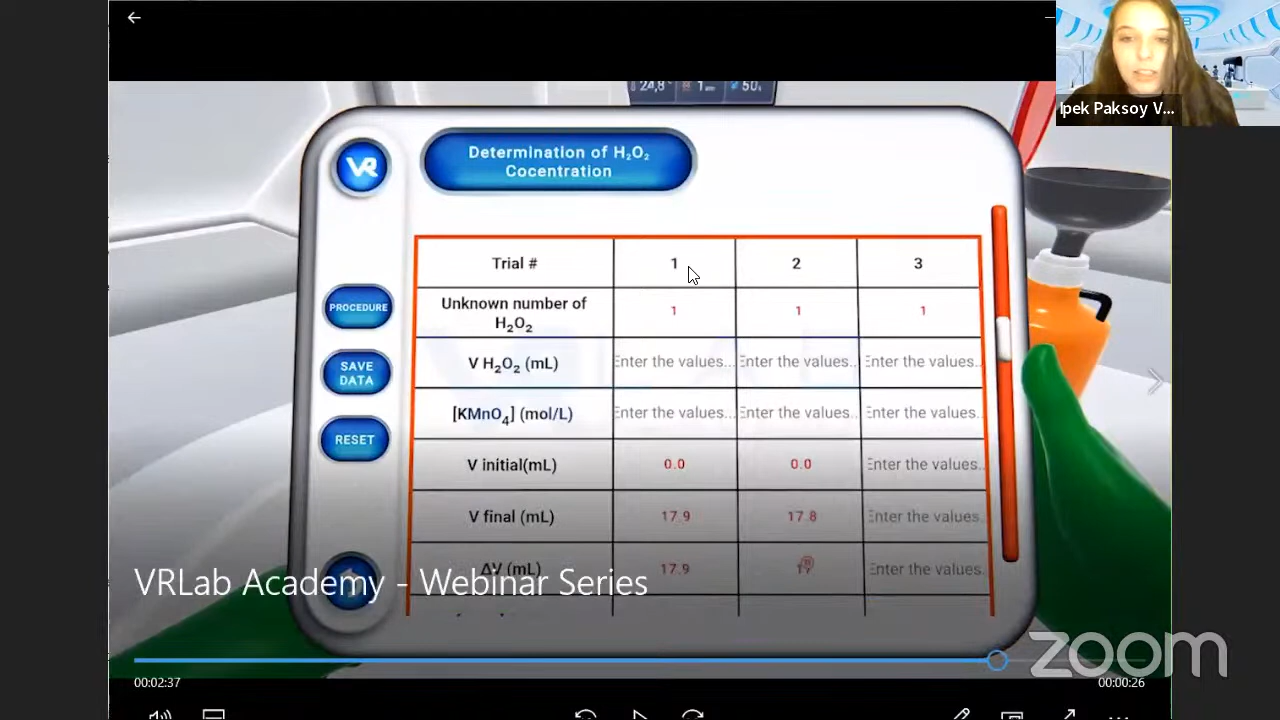 24,8°
50
Ipek Paksoy V...
VR
Determination of H₂O₂
Cocentration
Trial # 1 2 3
Unknown number of
H₂O₂ 1 1 1
V H₂O₂ (mL) Enter the values... Enter the values.. Enter the values..
[KMnO₄] (mol/L) Enter the values... Enter the values.. Enter the values..
V initial(mL) 0.0 0.0 Enter the values..
V final (mL) 17.9 17.8 Enter the values.
ΔV (mL) 17.9 17 Enter the values.
PROCEDURE
SAVE
DATA
RESET
VRLab Academy - Webinar Series
zoom
00:02:37
00:00:26